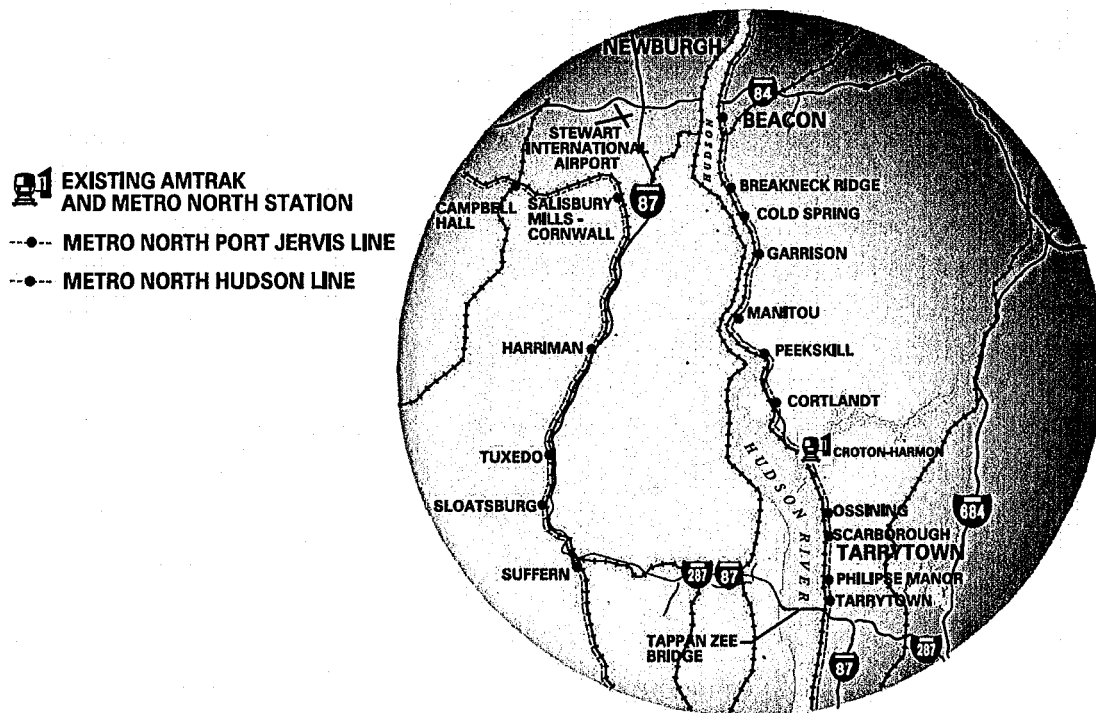 EXISTING AMTRAK
AND METRO NORTH STATION
METRO NORTH PORT JERVIS LINE
METRO NORTH HUDSON LINE
NEWBURGH
84
BEACON
HUDSON
STEWART
INTERNATIONAL
AIRPORT
87
BREAKNECK RIDGE
CAMPBELL
HALL
SALISBURY
MILLS -
CORNWALL
COLD SPRING
GARRISON
MANITOU
HARRIMAN
PEEKSKILL
CORTLANDT
CROTON-HARMON
TUXEDO
HUDSON RIVER
SLOATSBURG
OSSINING
684
SCARBOROUGH
TARRYTOWN
SUFFERN
287
87
PHILIPSE MANOR
TARRYTOWN
TAPPAN ZEE
BRIDGE
87
287